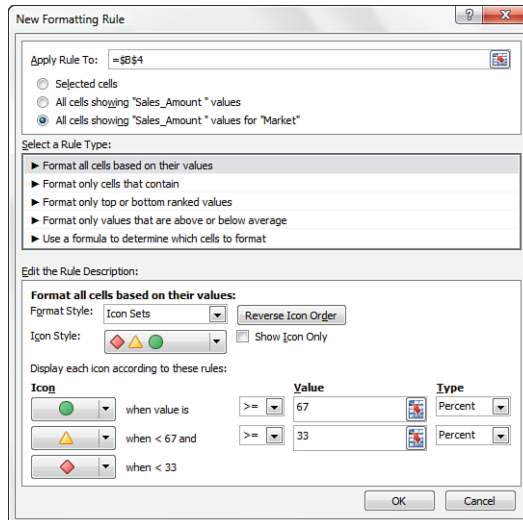 New Formatting Rule
Apply Rule To: =$B$4
Selected cells
All cells showing "Sales_Amount " values
All cells showing "Sales_Amount " values for "Market"
Select a Rule Type:
► Format all cells based on their values
► Format only cells that contain
► Format only top or bottom ranked values
► Format only values that are above or below average
► Use a formula to determine which cells to format
Edit the Rule Description:
Format all cells based on their values:
Format Style: Icon Sets Reverse Icon Order
Icon Style: Show Icon Only
Display each icon according to these rules:
Icon Value Type
when value is >= 67 Percent
when < 67 and >= 33 Percent
when < 33
OK Cancel